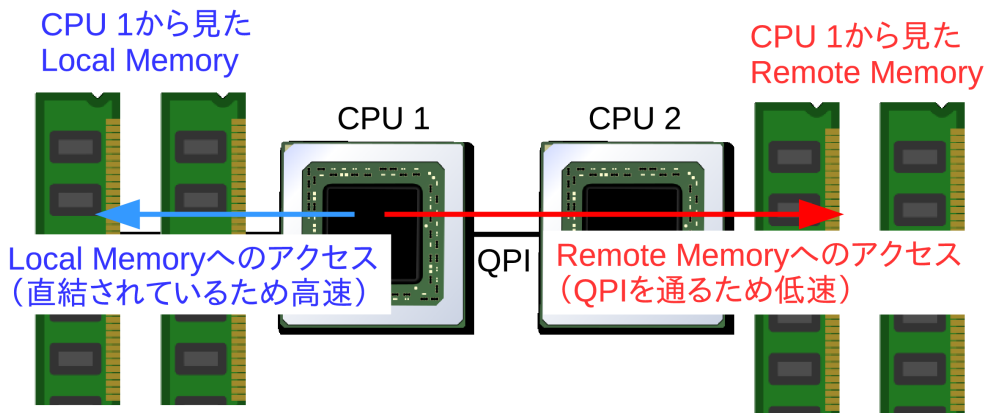 CPU 1から見た
Local Memory
CPU 1から見た
Remote Memory
CPU 1
CPU 2
Local Memoryへのアクセス
（直結されているため高速）
QPI
Remote Memoryへのアクセス
（QPIを通るため低速）